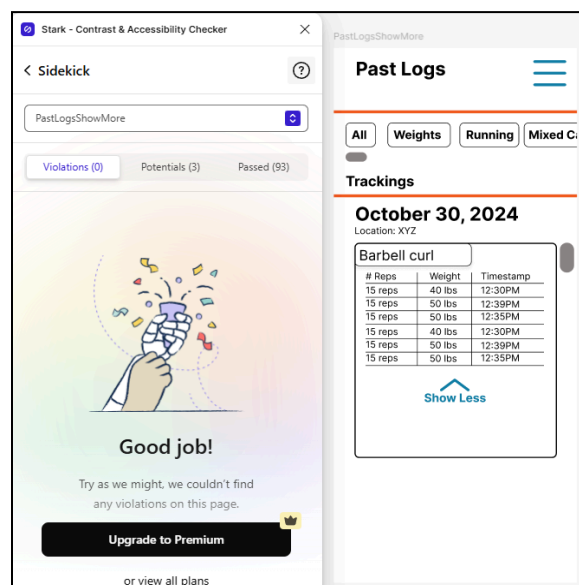 Stark - Contrast & Accessibility Checker
Sidekick
PastLogsShowMore
Violations (0) Potentials (3) Passed (93)
Good job!
Try as we might, we couldn't find
any violations on this page.
Upgrade to Premium
or view all plans
PastLogsShowMore
Past Logs
All Weights Running Mixed Ca
Trackings
October 30, 2024
Location: XYZ
Barbell curl
# Reps Weight Timestamp
15 reps 40 lbs 12:30PM
15 reps 50 lbs 12:39PM
15 reps 50 lbs 12:35PM
15 reps 40 lbs 12:30PM
15 reps 50 lbs 12:39PM
15 reps 50 lbs 12:35PM
Show Less